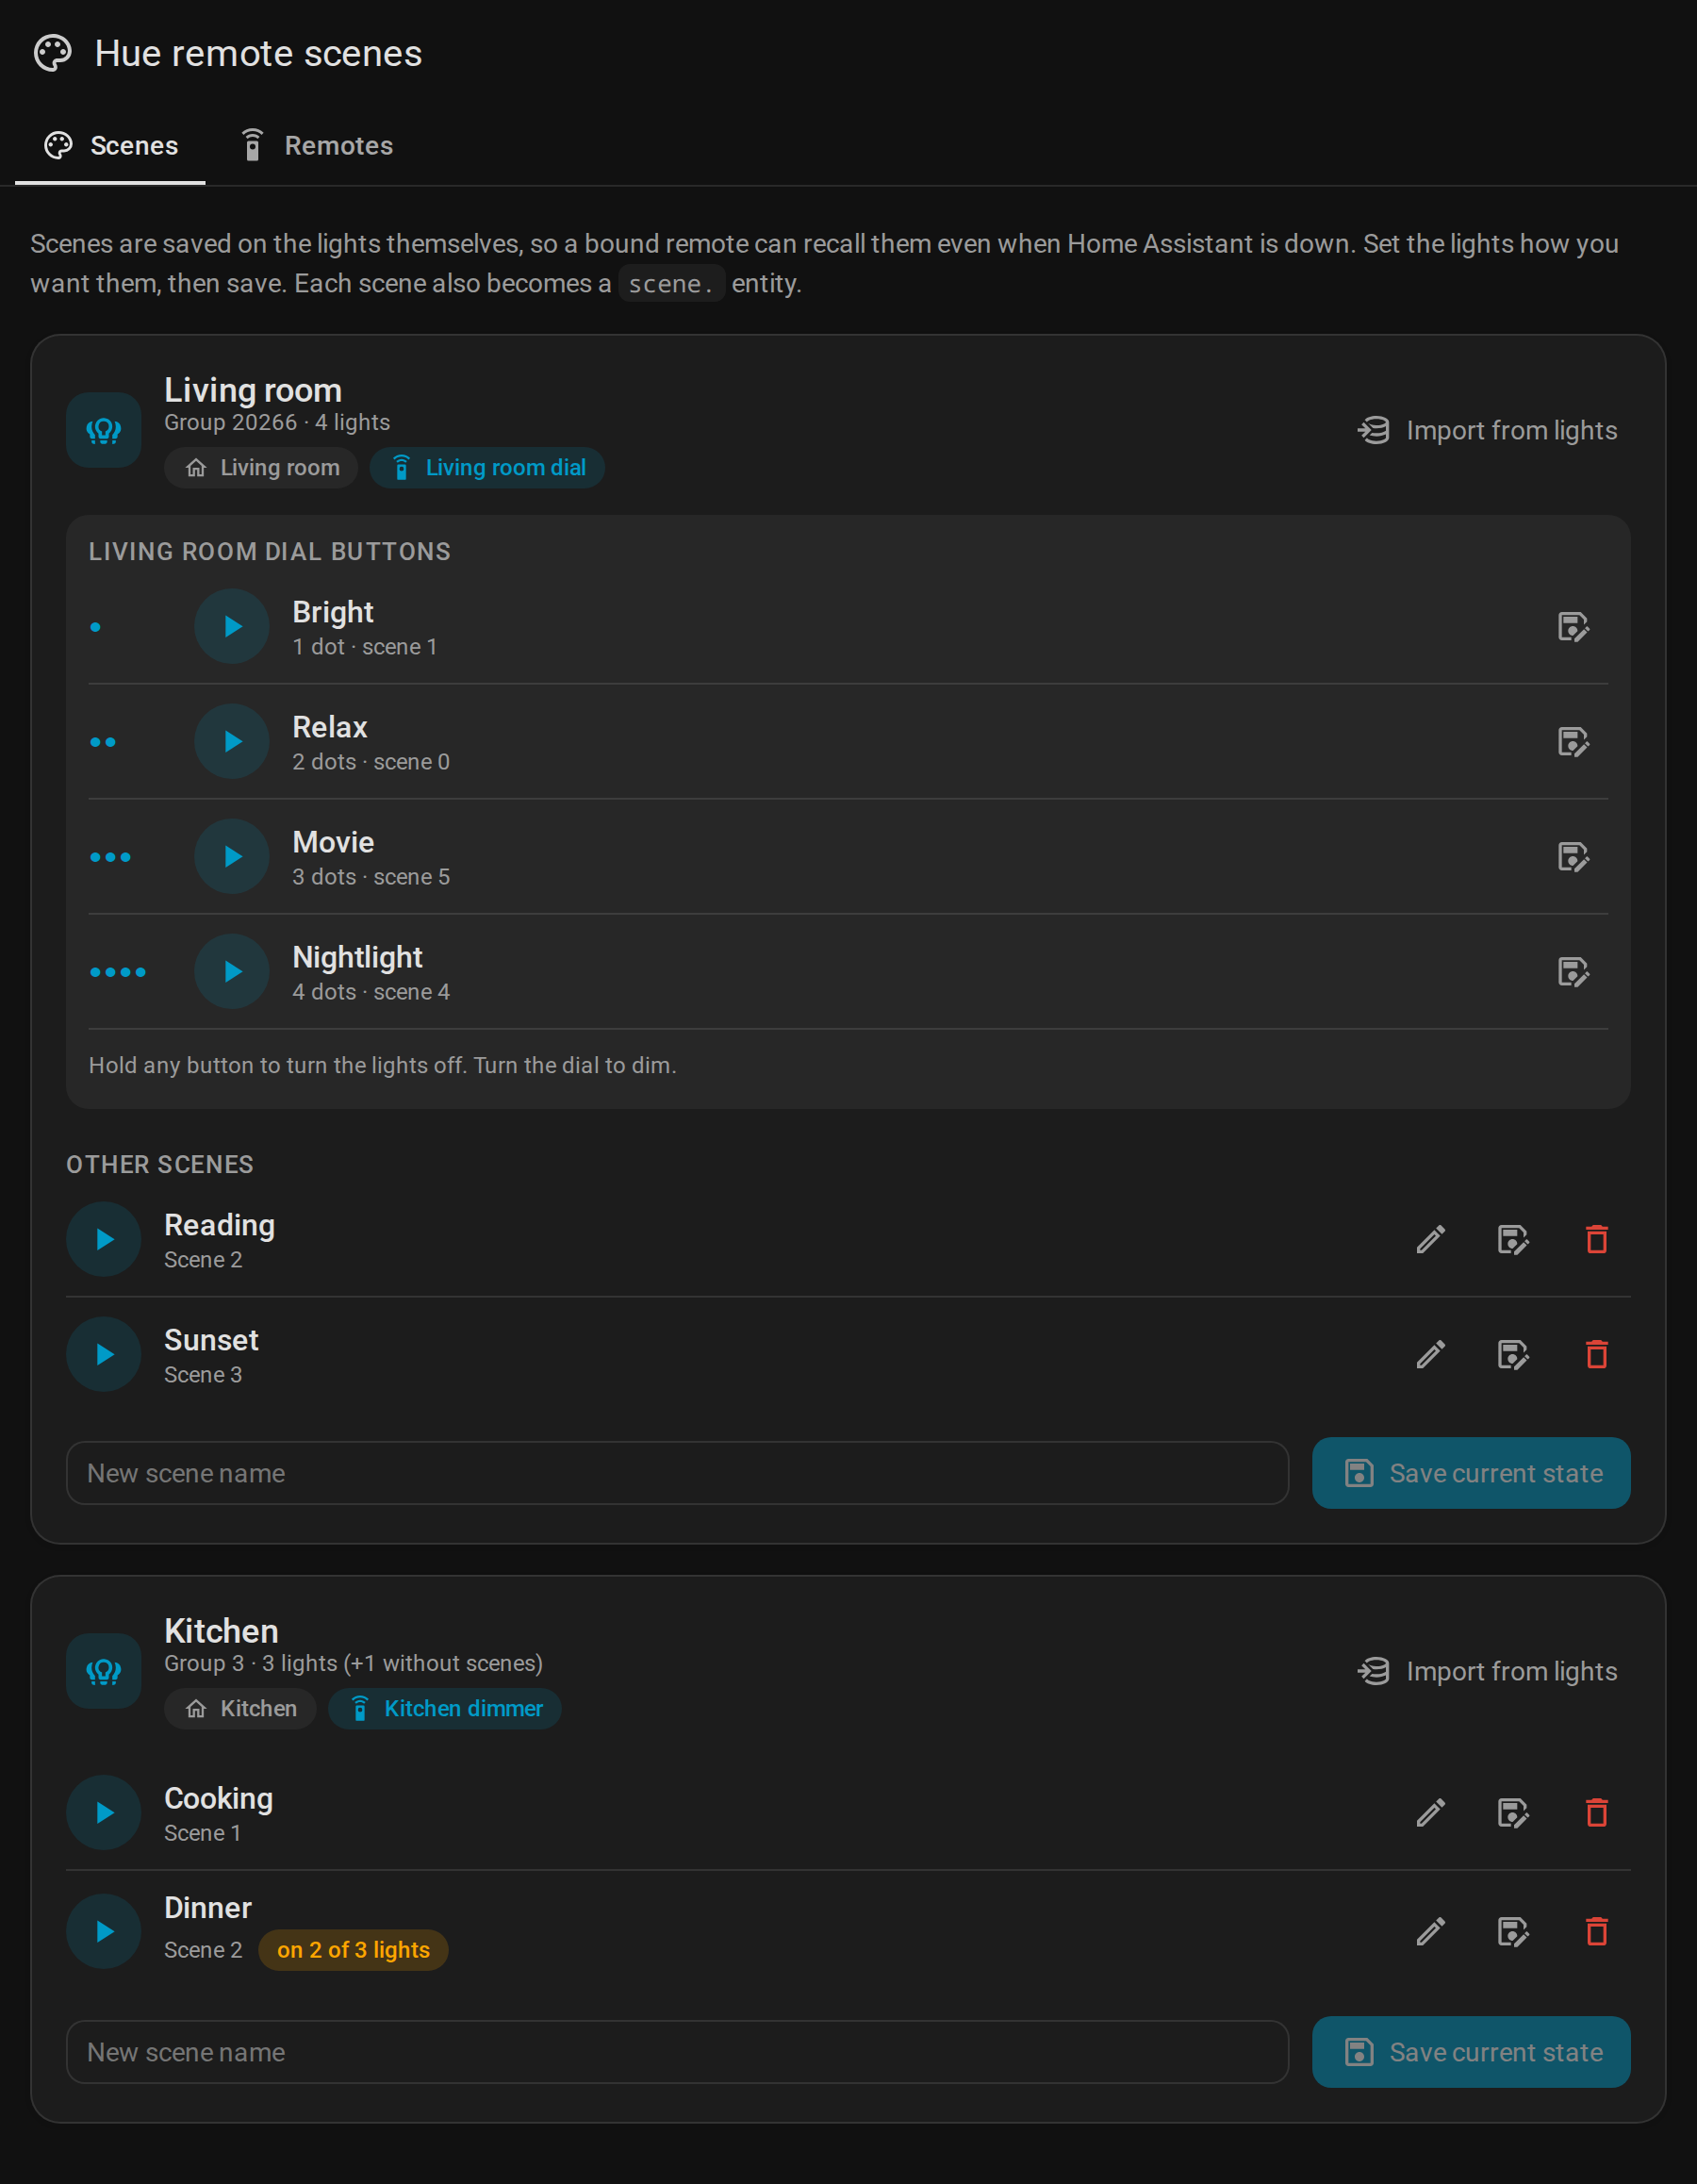 Hue remote scenes
Scenes
Remotes
Scenes are saved on the lights themselves, so a bound remote can recall them even when Home Assistant is down. Set the lights how you
want them, then save. Each scene also becomes a scene. entity.
Living room
Group 20266 · 4 lights
Living room
Living room dial
Import from lights
LIVING ROOM DIAL BUTTONS
Bright
1 dot · scene 1
Relax
2 dots · scene 0
Movie
3 dots · scene 5
Nightlight
4 dots · scene 4
Hold any button to turn the lights off. Turn the dial to dim.
OTHER SCENES
Reading
Scene 2
Sunset
Scene 3
New scene name
Save current state
Kitchen
Group 3 · 3 lights (+1 without scenes)
Kitchen
Kitchen dimmer
Import from lights
Cooking
Scene 1
Dinner
Scene 2
on 2 of 3 lights
New scene name
Save current state